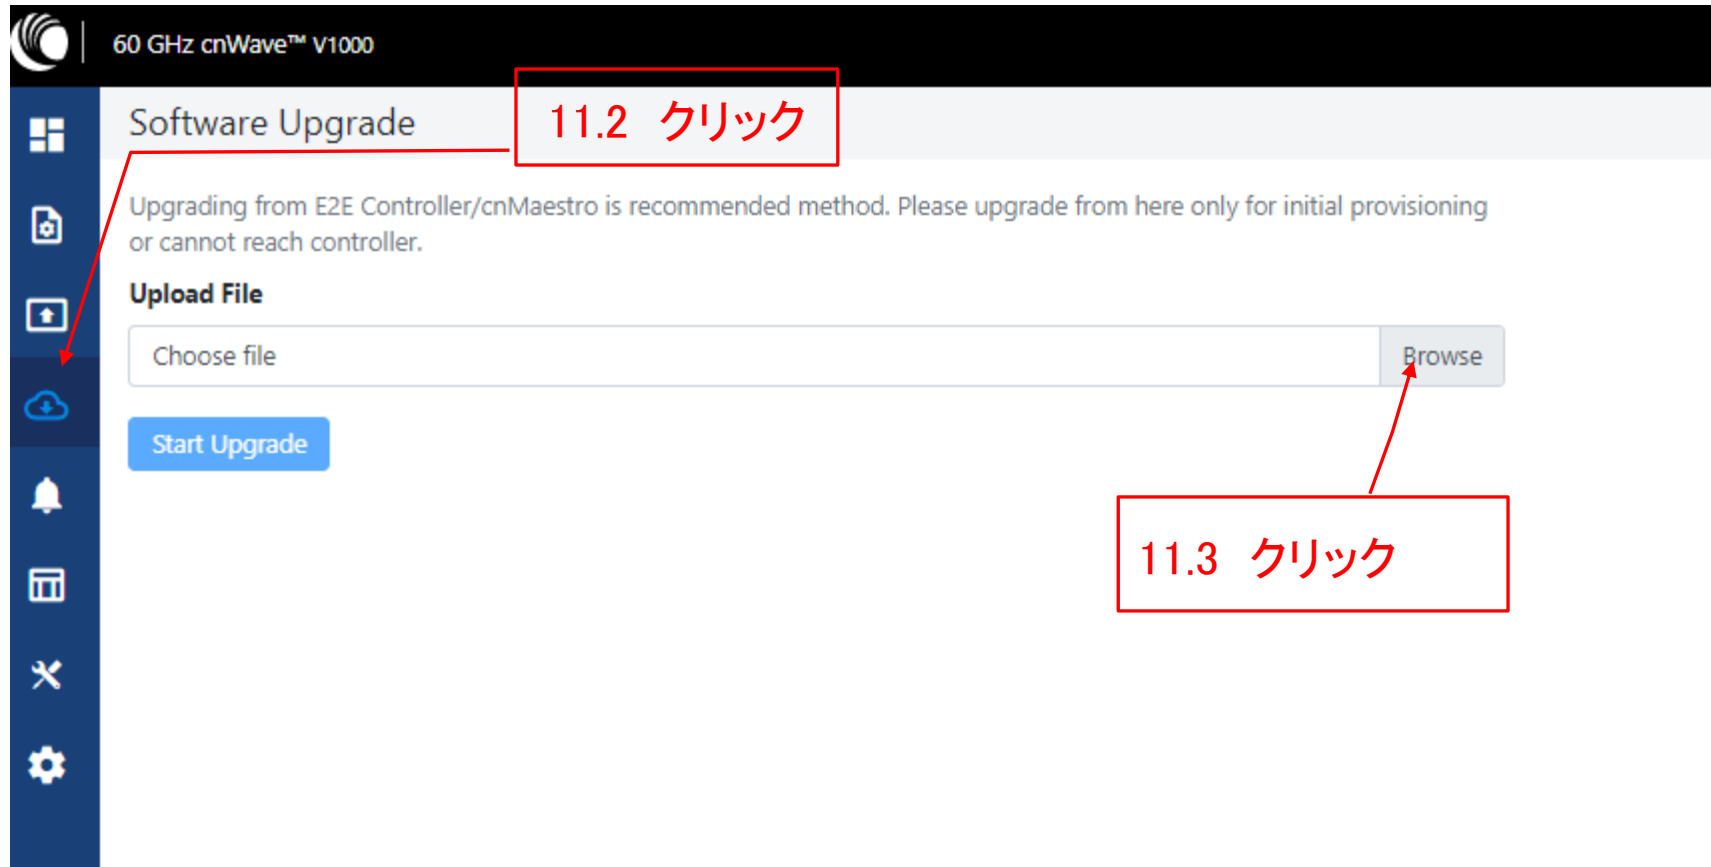 60 GHz cnWave™ V1000
Software Upgrade
11.2 クリック
Upgrading from E2E Controller/cnMaestro is recommended method. Please upgrade from here only for initial provisioning
or cannot reach controller.
Upload File
Choose file
Browse
Start Upgrade
11.3 クリック